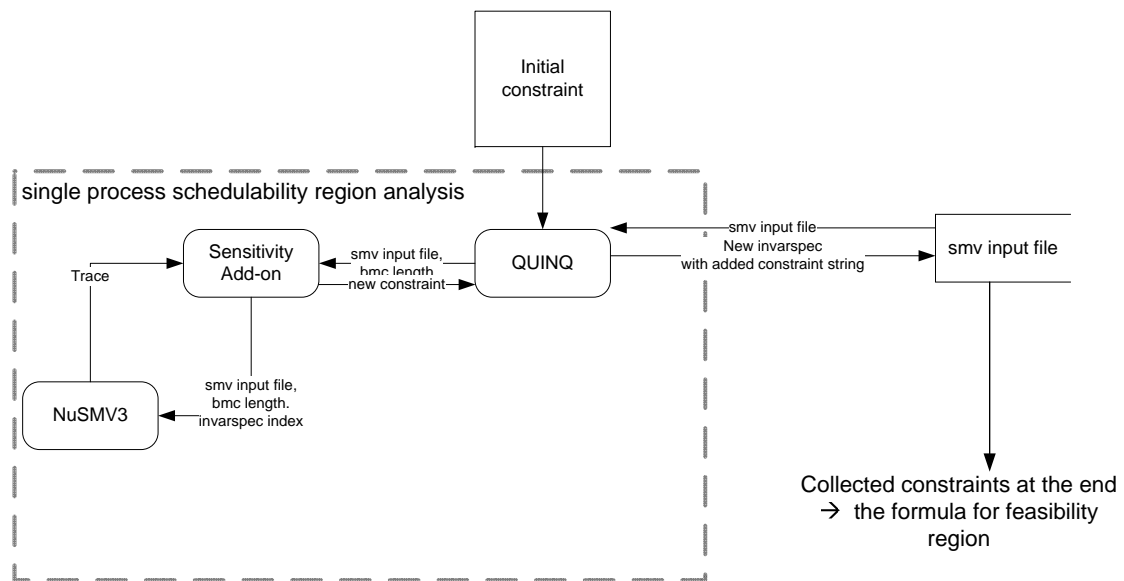 Initial
constraint
single process schedulability region analysis
Sensitivity
Add-on
smv input file,
bmc length
new constraint
QUINQ
smv input file
New invarspec
with added constraint string
smv input file
Trace
smv input file,
bmc length.
invarspec index
NuSMV3
Collected constraints at the end
→ the formula for feasibility
region